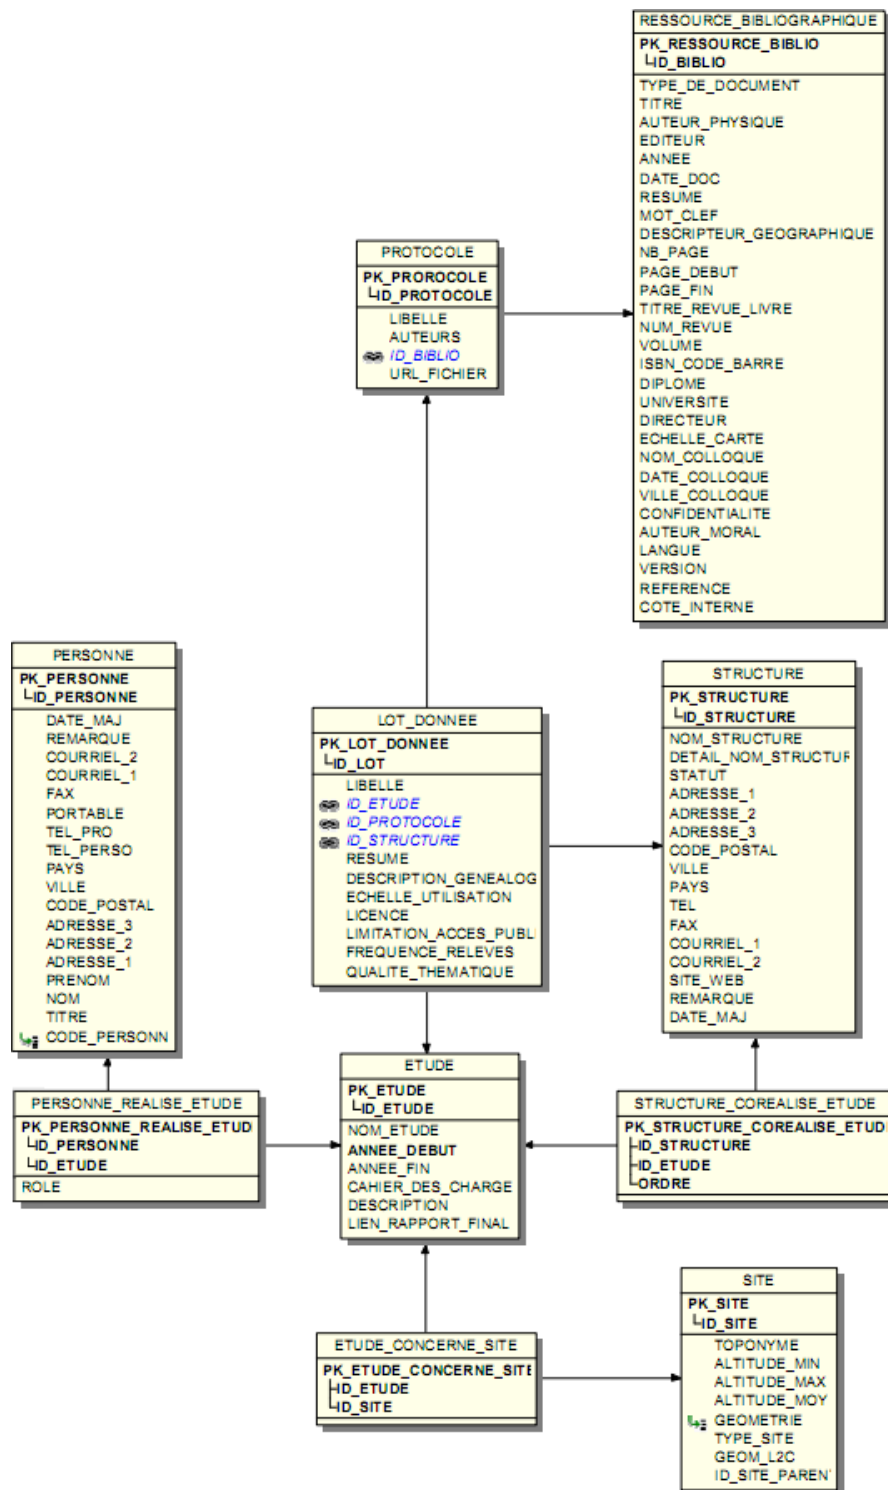 RESSOURCE_BIBLIOGRAPHIQUE
PK_RESSOURCE_BIBLIO
ID_BIBLIO
TYPE_DE_DOCUMENT
TITRE
AUTEUR_PHYSIQUE
EDITEUR
ANNEE
DATE_DOC
RESUME
MOT_CLEF
DESCRIPTEUR_GEOGRAPHIQUE
NB_PAGE
PAGE_DEBUT
PAGE_FIN
TITRE_REVUE_LIVRE
NUM_REVUE
VOLUME
ISBN_CODE_BARRE
DIPLOME
UNIVERSITE
DIRECTEUR
ECHELLE_CARTE
NOM_COLLOQUE
DATE_COLLOQUE
VILLE_COLLOQUE
CONFIDENTIALITE
AUTEUR_MORAL
LANGUE
VERSION
REFERENCE
COTE_INTERNE
PROTOCOLE
PK_PROROCOLE
ID_PROTOCOLE
LIBELLE
AUTEURS
ID_BIBLIO
URL_FICHIER
PERSONNE
PK_PERSONNE
ID_PERSONNE
DATE_MAJ
REMARQUE
COURRIEL_2
COURRIEL_1
FAX
PORTABLE
TEL_PRO
TEL_PERSO
PAYS
VILLE
CODE_POSTAL
ADRESSE_3
ADRESSE_2
ADRESSE_1
PRENOM
NOM
TITRE
CODE_PERSONN
LOT_DONNEE
PK_LOT_DONNEE
ID_LOT
LIBELLE
ID_ETUDE
ID_PROTOCOLE
ID_STRUCTURE
RESUME
DESCRIPTION_GENEALOG
ECHELLE_UTILISATION
LICENCE
LIMITATION_ACCES_PUBLI
FREQUENCE_RELEVES
QUALITE_THEMATIQUE
STRUCTURE
PK_STRUCTURE
ID_STRUCTURE
NOM_STRUCTURE
DETAIL_NOM_STRUCTUR
STATUT
ADRESSE_1
ADRESSE_2
ADRESSE_3
CODE_POSTAL
VILLE
PAYS
TEL
FAX
COURRIEL_1
COURRIEL_2
SITE_WEB
REMARQUE
DATE_MAJ
PERSONNE_REALISE_ETUDE
PK_PERSONNE_REALISE_ETUDI
ID_PERSONNE
ID_ETUDE
ROLE
ETUDE
PK_ETUDE
ID_ETUDE
NOM_ETUDE
ANNEE_DEBUT
ANNEE_FIN
CAHIER_DES_CHARGE
DESCRIPTION
LIEN_RAPPORT_FINAL
STRUCTURE_COREALISE_ETUDE
PK_STRUCTURE_COREALISE_ETUDI
ID_STRUCTURE
ID_ETUDE
ORDRE
ETUDE_CONCERNE_SITE
PK_ETUDE_CONCERNE_SITE
ID_ETUDE
ID_SITE
SITE
PK_SITE
ID_SITE
TOPONYME
ALTITUDE_MIN
ALTITUDE_MAX
ALTITUDE_MOY
GEOMETRIE
TYPE_SITE
GEOM_L2C
ID_SITE_PAREN